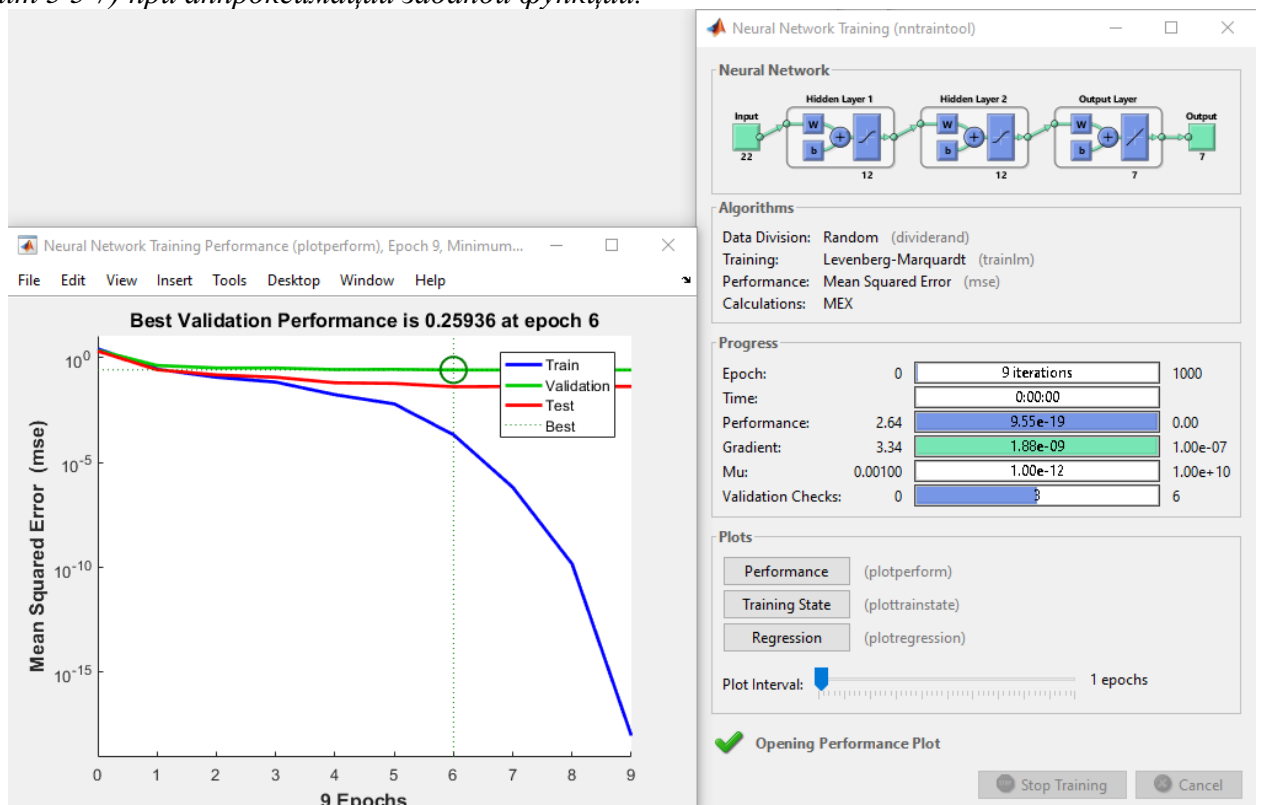 5-5-7) при аппроксимации заданной функции.
Neural Network Training (nntraintool)
Neural Network
Hidden Layer 1
Hidden Layer 2
Output Layer
Input
Output
W
b
+
W
b
+
W
b
+
22
12
12
7
7
Algorithms
Data Division: Random (dividerand)
Training: Levenberg-Marquardt (trainlm)
Performance: Mean Squared Error (mse)
Calculations: MEX
Progress
Epoch: 0 9 iterations 1000
Time: 0:00:00
Performance: 2.64 9.55e-19 0.00
Gradient: 3.34 1.88e-09 1.00e-07
Mu: 0.00100 1.00e-12 1.00e+10
Validation Checks: 0 3 6
Plots
Performance (plotperform)
Training State (plottrainstate)
Regression (plotregression)
Plot Interval: 1 epochs
Opening Performance Plot
Stop Training Cancel
Neural Network Training Performance (plotperform), Epoch 9, Minimum...
File Edit View Insert Tools Desktop Window Help
Best Validation Performance is 0.25936 at epoch 6
Mean Squared Error (mse)
10^0
10^-5
10^-10
10^-15
Train
Validation
Test
Best
0 1 2 3 4 5 6 7 8 9
9 Epochs